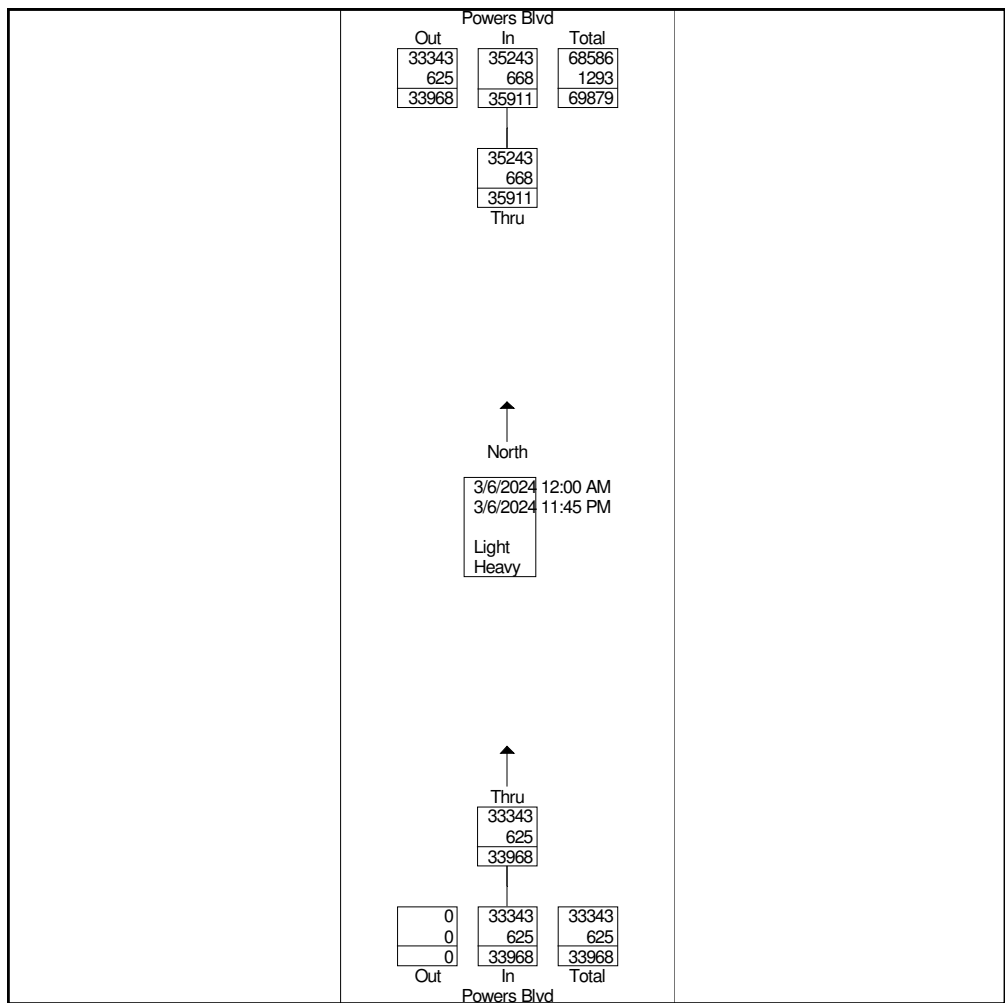 Powers Blvd
Out In Total
33343 35243 68586
625 668 1293
33968 35911 69879
35243
668
35911
Thru
North
3/6/2024 12:00 AM
3/6/2024 11:45 PM
Light
Heavy
Thru
33343
625
33968
0 33343 33343
0 625 625
0 33968 33968
Out In Total
Powers Blvd